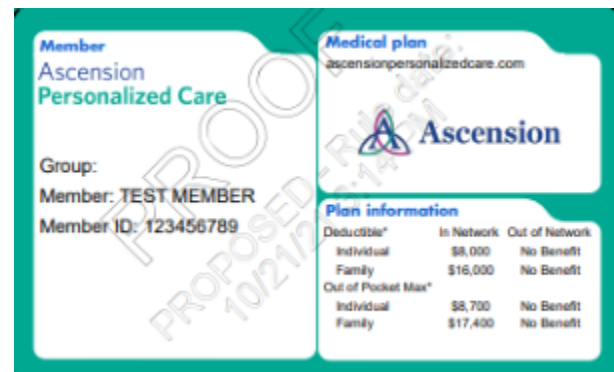 Member
Ascension
Personalized Care
Group:
Member: TEST MEMBER
Member ID: 123456789
Medical plan
ascensionpersonalizedcare.com
Ascension
Plan information
Deductible* In Network Out of Network
Individual $8,000 No Benefit
Family $16,000 No Benefit
Out of Pocket Max*
Individual $8,700 No Benefit
Family $17,400 No Benefit
PROOF
PROPOSED - Rule date: